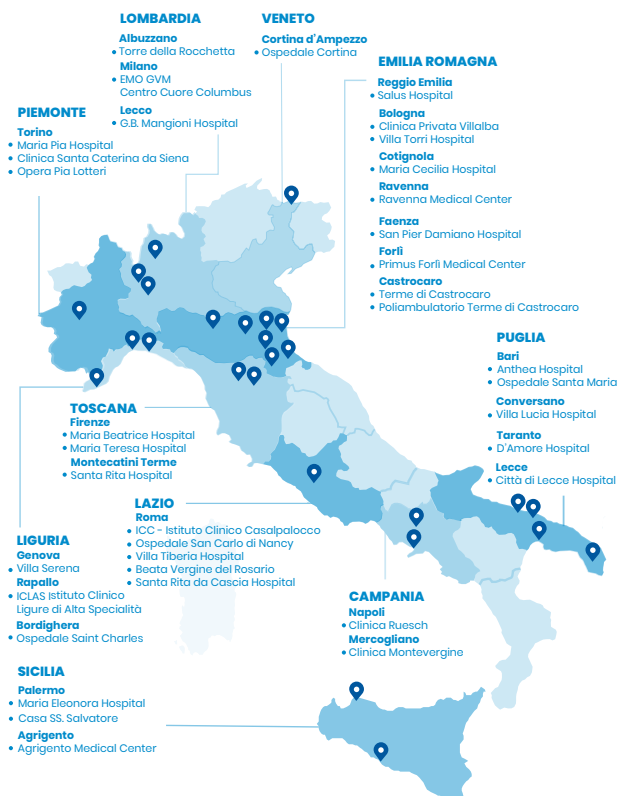 LOMBARDIA
Albuzzano
• Torre della Rocchetta
Milano
• EMO GVM
Centro Cuore Columbus
Lecco
• G.B. Mangioni Hospital
VENETO
Cortina d'Ampezzo
• Ospedale Cortina
EMILIA ROMAGNA
Reggio Emilia
• Salus Hospital
Bologna
• Clinica Privata Villalba
• Villa Torri Hospital
Cotignola
• Maria Cecilia Hospital
Ravenna
• Ravenna Medical Center
Faenza
• San Pier Damiano Hospital
Forlì
• Primus Forlì Medical Center
Castrocaro
• Terme di Castrocaro
• Poliambulatorio Terme di Castrocaro
PIEMONTE
Torino
• Maria Pia Hospital
• Clinica Santa Caterina da Siena
• Opera Pia Lotteri
PUGLIA
Bari
• Anthea Hospital
• Ospedale Santa Maria
Conversano
• Villa Lucia Hospital
Taranto
• D'Amore Hospital
Lecce
• Città di Lecce Hospital
TOSCANA
Firenze
• Maria Beatrice Hospital
• Maria Teresa Hospital
Montecatini Terme
• Santa Rita Hospital
LAZIO
Roma
• ICC - Istituto Clinico Casalpalocco
• Ospedale San Carlo di Nancy
• Villa Tiberia Hospital
• Beata Vergine del Rosario
• Santa Rita da Cascia Hospital
LIGURIA
Genova
• Villa Serena
Rapallo
• ICLAS Istituto Clinico
Ligure di Alta Specialità
Bordighera
• Ospedale Saint Charles
CAMPANIA
Napoli
• Clinica Ruesch
Mercogliano
• Clinica Montevergine
SICILIA
Palermo
• Maria Eleonora Hospital
• Casa SS. Salvatore
Agrigento
• Agrigento Medical Center